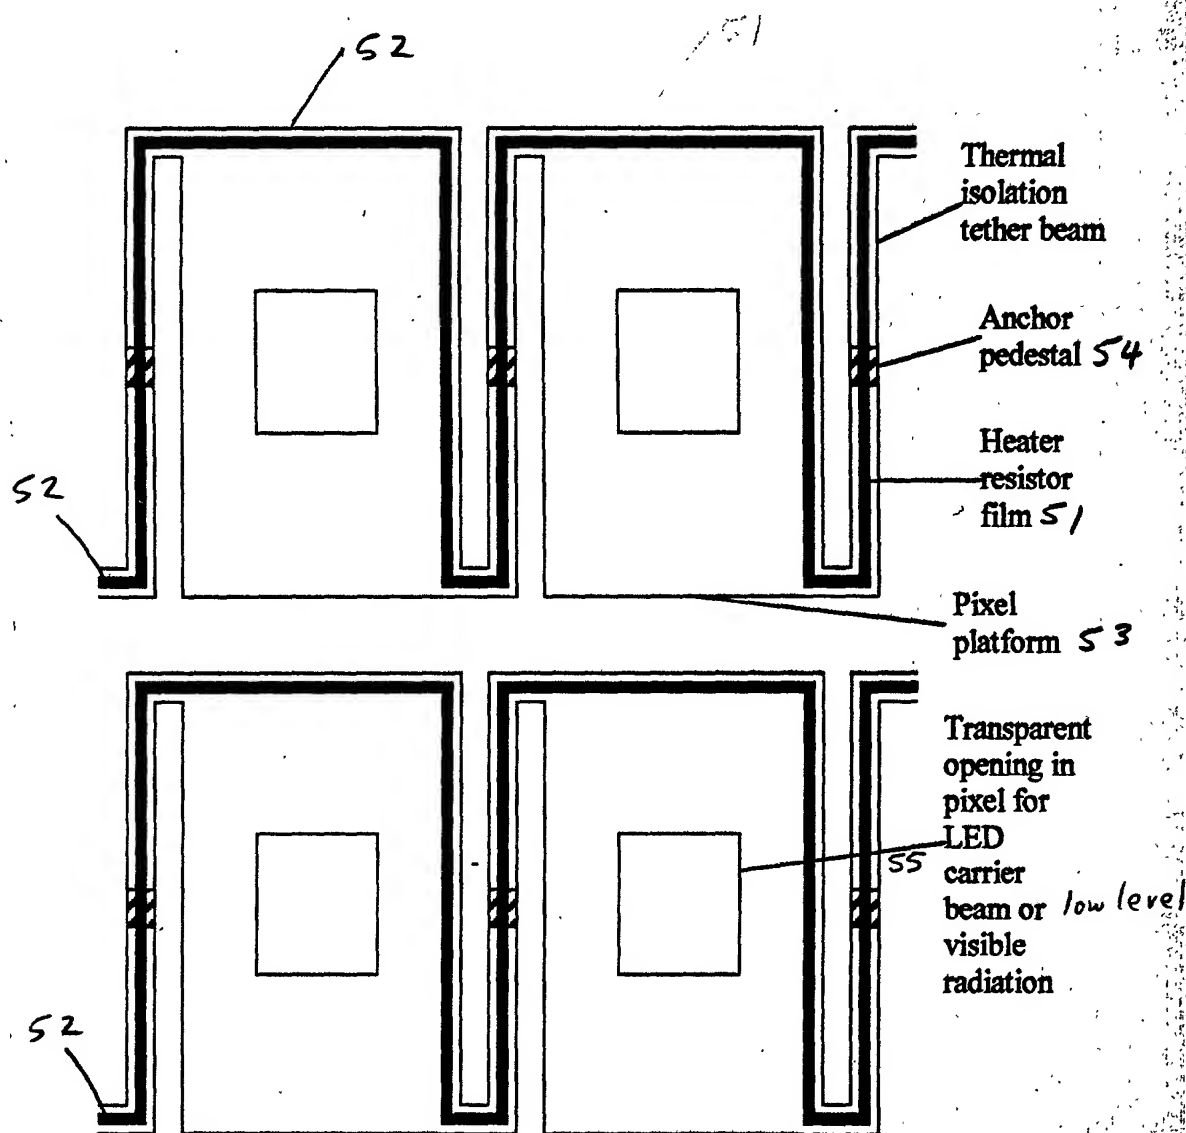 52
51
Thermal
isolation
tether beam
Anchor
pedestal 54
Heater
resistor
film 51
52
Pixel
platform 53
Transparent
opening in
pixel for
LED
55
carrier
beam or low level
visible
radiation
52